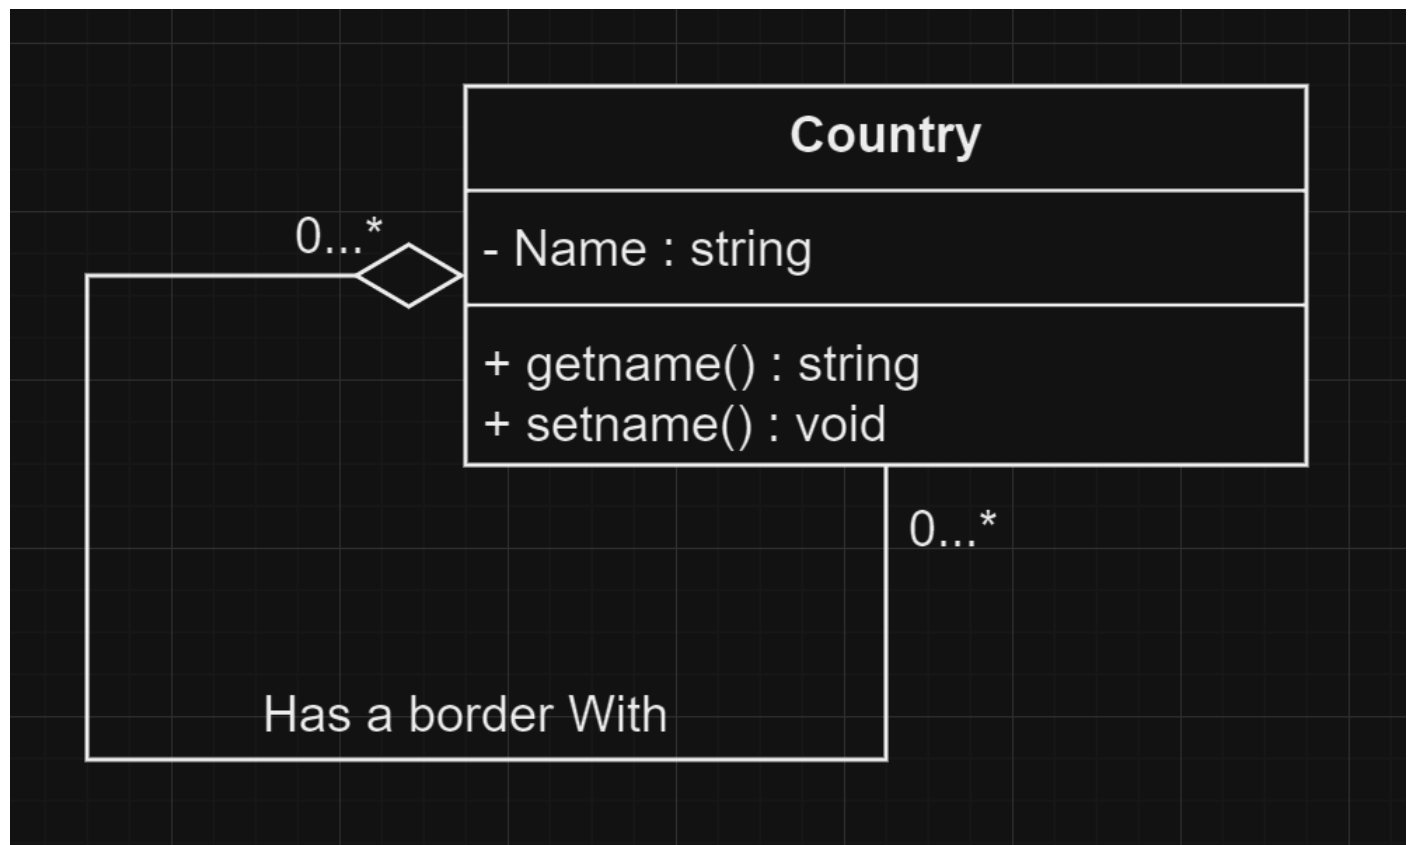 Country
0...*
- Name : string
+ getname() : string
+ setname() : void
0...*
Has a border With